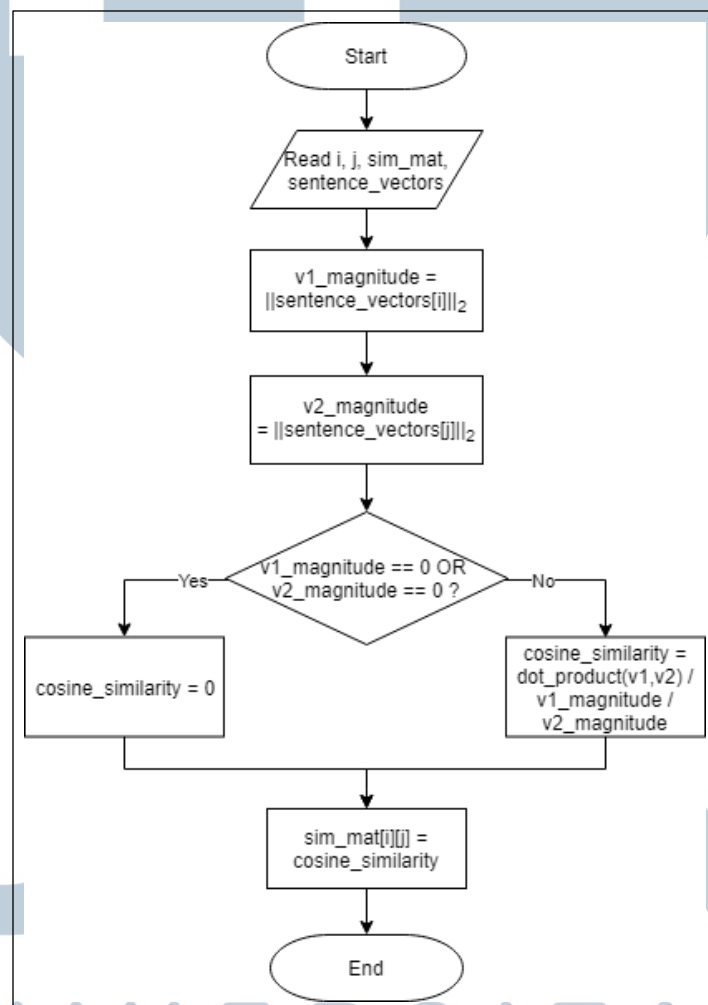 Start
Read i, j, sim_mat,
sentence_vectors
v1_magnitude =
||sentence_vectors[i]||2
v2_magnitude
= ||sentence_vectors[j]||2
v1_magnitude == 0 OR
v2_magnitude == 0 ?
Yes
No
cosine_similarity = 0
cosine_similarity =
dot_product(v1,v2) /
v1_magnitude /
v2_magnitude
sim_mat[i][j] =
cosine_similarity
End